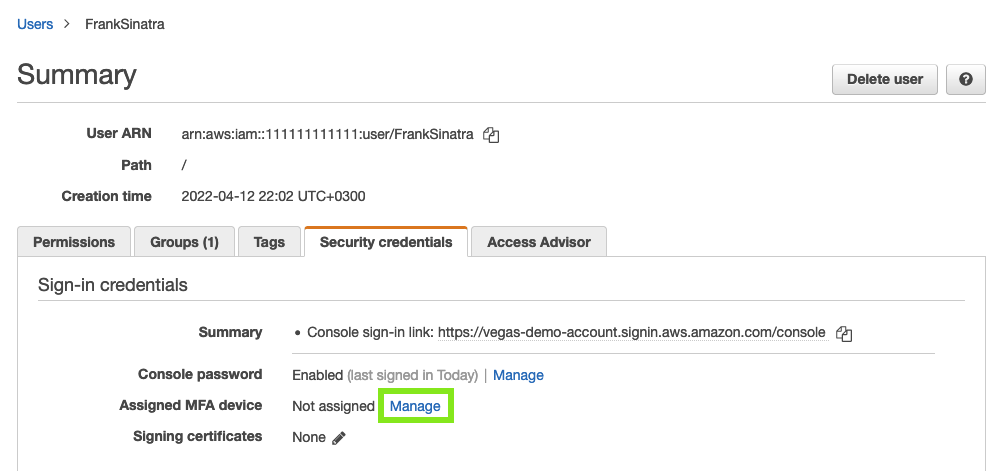 Users > FrankSinatra
Summary
Delete user
?
User ARN arn:aws:iam::111111111111:user/FrankSinatra
Path /
Creation time 2022-04-12 22:02 UTC+0300
Permissions Groups (1) Tags Security credentials Access Advisor
Sign-in credentials
Summary • Console sign-in link: https://vegas-demo-account.signin.aws.amazon.com/console
Console password Enabled (last signed in Today) | Manage
Assigned MFA device Not assigned Manage
Signing certificates None